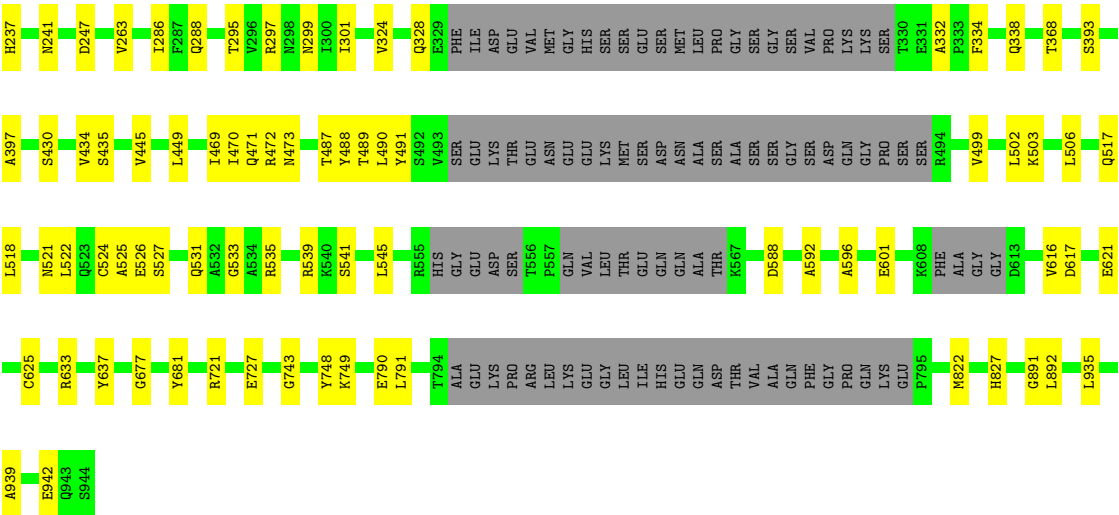 H237 N241 D247 V263 I286 F287 Q288 T295 V296 R297 N298 N299 I300 I301 V324 Q328 E329 PHE ILE ASP GLU VAL MET GLY HIS SER SER GLU SER MET LEU PRO GLY SER GLY SER VAL PRO LYS LYS SER T330 E331 A332 P333 F334 Q338 T368 S393
A397 S430 V434 S435 V445 L449 I469 I470 Q471 R472 N473 T487 Y488 T489 L490 Y491 S492 V493 SER GLU LYS THR GLU ASN GLU GLU LYS MET SER ASP ASN ALA SER ALA SER SER GLY SER ASP GLN GLY PRO SER SER R494 V499 L502 K503 L506 Q517
L518 N521 L522 Q523 C524 A525 E526 S527 Q531 A532 G533 A534 R535 R539 K540 S541 L545 R555 HIS GLY GLU ASP SER T556 P557 GLN VAL LEU THR GLU GLN GLN ALA THR K567 D588 A592 A596 E601 K608 PHE ALA GLY GLY D613 V616 D617 E621
C625 R633 Y637 G677 Y681 R721 E727 G743 Y748 K749 E790 L791 T794 ALA GLU LYS PRO ARG LEU LYS GLU GLY LEU ILE HIS GLU GLN ASP THR VAL ALA GLN PHE GLY PRO GLN LYS GLU P795 M822 H827 G891 L892 L935
A939 E942 Q943 S944